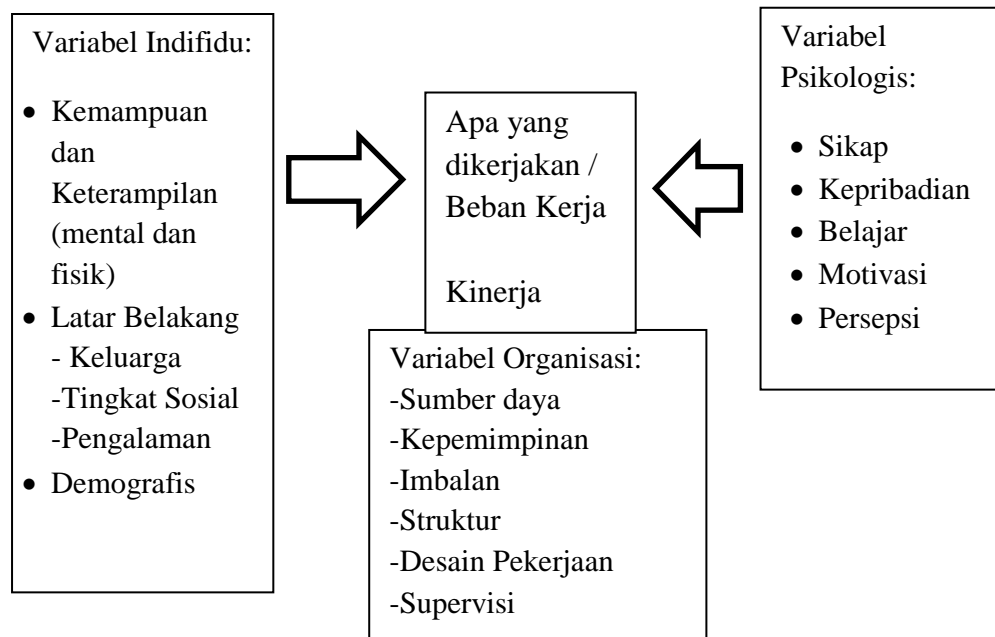 Variabel Indifidu:
• Kemampuan
dan
Keterampilan
(mental dan
fisik)
• Latar Belakang
- Keluarga
-Tingkat Sosial
-Pengalaman
• Demografis
Apa yang
dikerjakan /
Beban Kerja
Kinerja
Variabel Organisasi:
-Sumber daya
-Kepemimpinan
-Imbalan
-Struktur
-Desain Pekerjaan
-Supervisi
Variabel
Psikologis:
• Sikap
• Kepribadian
• Belajar
• Motivasi
• Persepsi